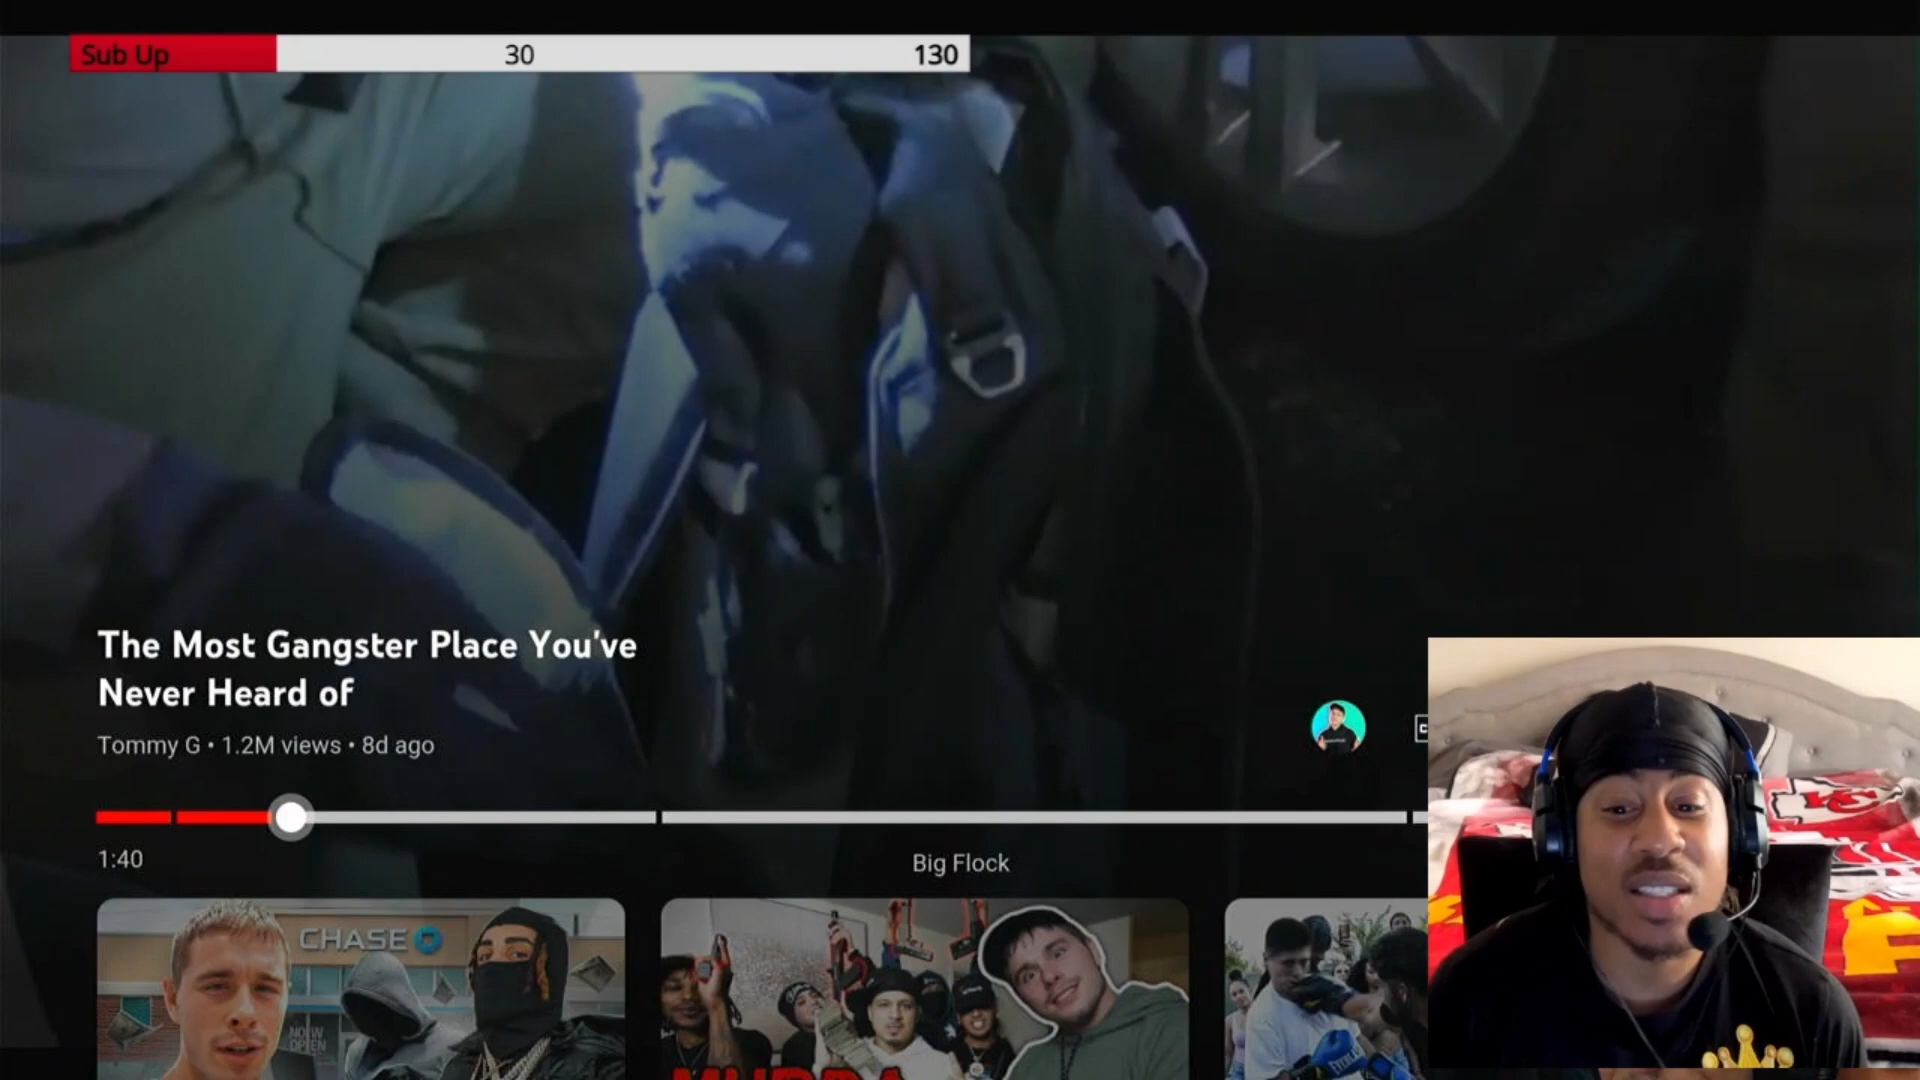 Sub Up 30 130
The Most Gangster Place You've
Never Heard of
Tommy G • 1.2M views • 8d ago
1:40
Big Flock
CHASE
NOW
OPEN
EVERLAST